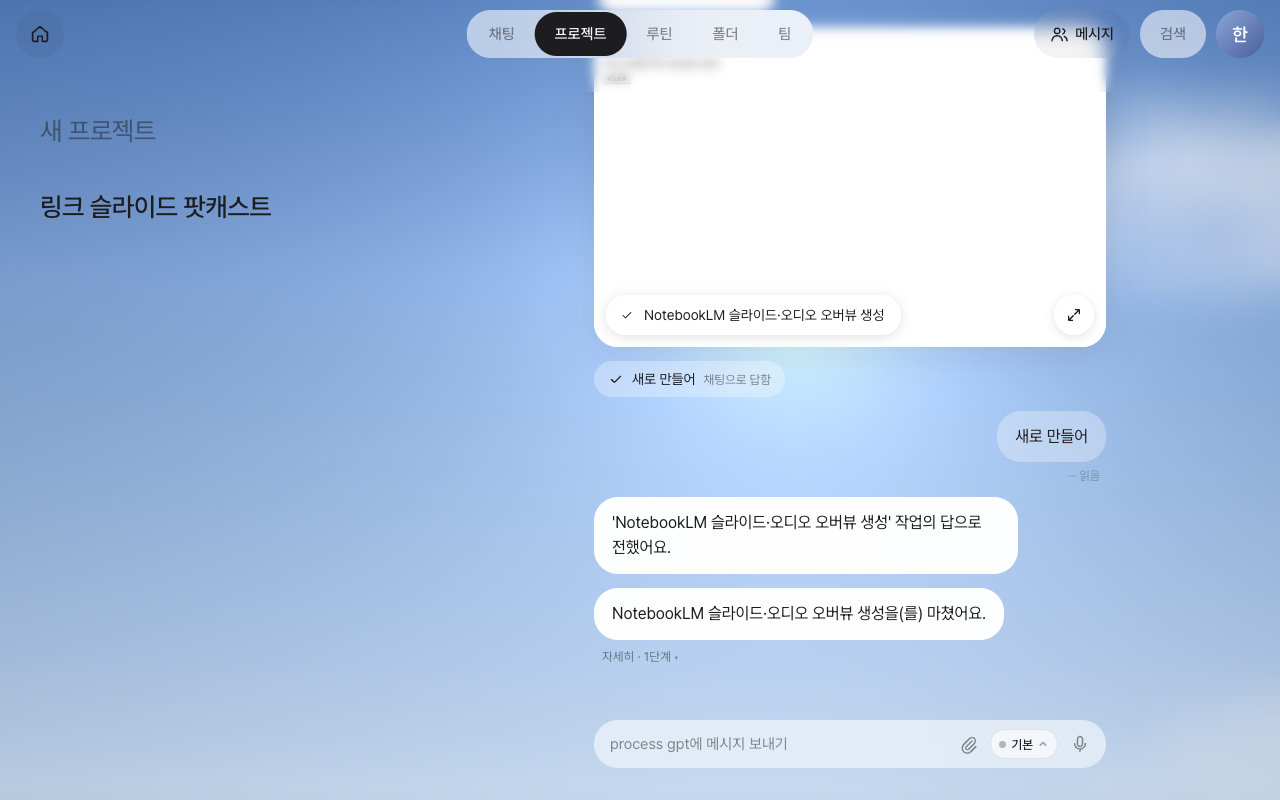 채팅
프로젝트
루틴
폴더
팀
메시지
검색
한
새 프로젝트
링크 슬라이드 팟캐스트
NotebookLM 슬라이드·오디오 오버뷰 생성
새로 만들어 채팅으로 답함
새로 만들어
··· 읽음
'NotebookLM 슬라이드·오디오 오버뷰 생성' 작업의 답으로
전했어요.
NotebookLM 슬라이드·오디오 오버뷰 생성을(를) 마쳤어요.
자세히 · 1단계
process gpt에 메시지 보내기
기본